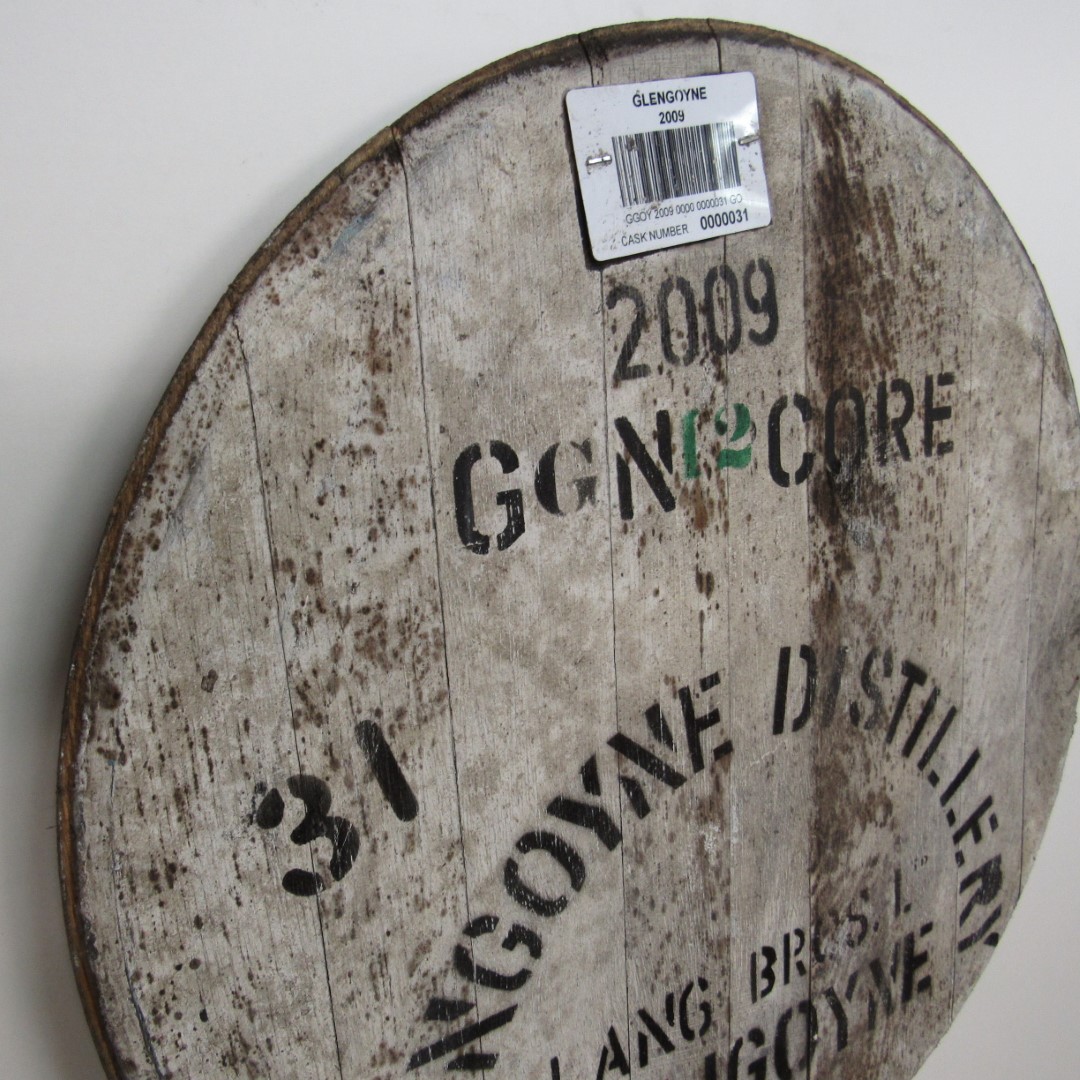 GLENGOYNE
2009
GGOY 2009 0000 0000031 GO
CASK NUMBER 0000031
2009
GGN12CORE
31
NGOYNE DISTILLERY
LANG BROS. L
GOYNE